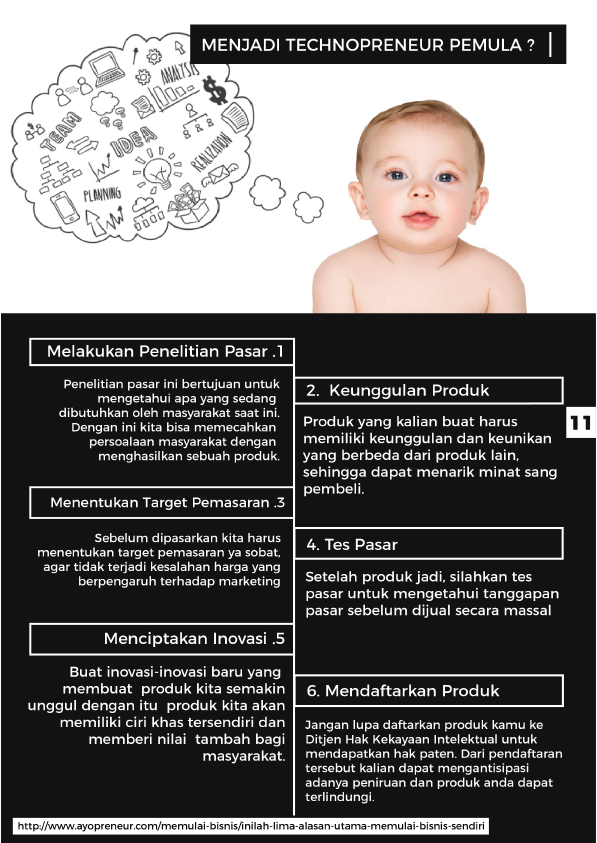 MENJADI TECHNOPRENEUR PEMULA ?
ANALYSIS
TEAM
IDEA
REALIZATION
PLANNING
Melakukan Penelitian Pasar .1
Penelitian pasar ini bertujuan untuk
mengetahui apa yang sedang
dibutuhkan oleh masyarakat saat ini.
Dengan ini kita bisa memecahkan
persoalaan masyarakat dengan
menghasilkan sebuah produk.
2. Keunggulan Produk
Produk yang kalian buat harus
memiliki keunggulan dan keunikan
yang berbeda dari produk lain,
sehingga dapat menarik minat sang
pembeli.
11
Menentukan Target Pemasaran .3
Sebelum dipasarkan kita harus
menentukan target pemasaran ya sobat,
agar tidak terjadi kesalahan harga yang
berpengaruh terhadap marketing
4. Tes Pasar
Setelah produk jadi, silahkan tes
pasar untuk mengetahui tanggapan
pasar sebelum dijual secara massal
Menciptakan Inovasi .5
Buat inovasi-inovasi baru yang
membuat produk kita semakin
unggul dengan itu produk kita akan
memiliki ciri khas tersendiri dan
memberi nilai tambah bagi
masyarakat.
6. Mendaftarkan Produk
Jangan lupa daftarkan produk kamu ke
Ditjen Hak Kekayaan Intelektual untuk
mendapatkan hak paten. Dari pendaftaran
tersebut kalian dapat mengantisipasi
adanya peniruan dan produk anda dapat
terlindungi.
http://www.ayopreneur.com/memulai-bisnis/inilah-lima-alasan-utama-memulai-bisnis-sendiri